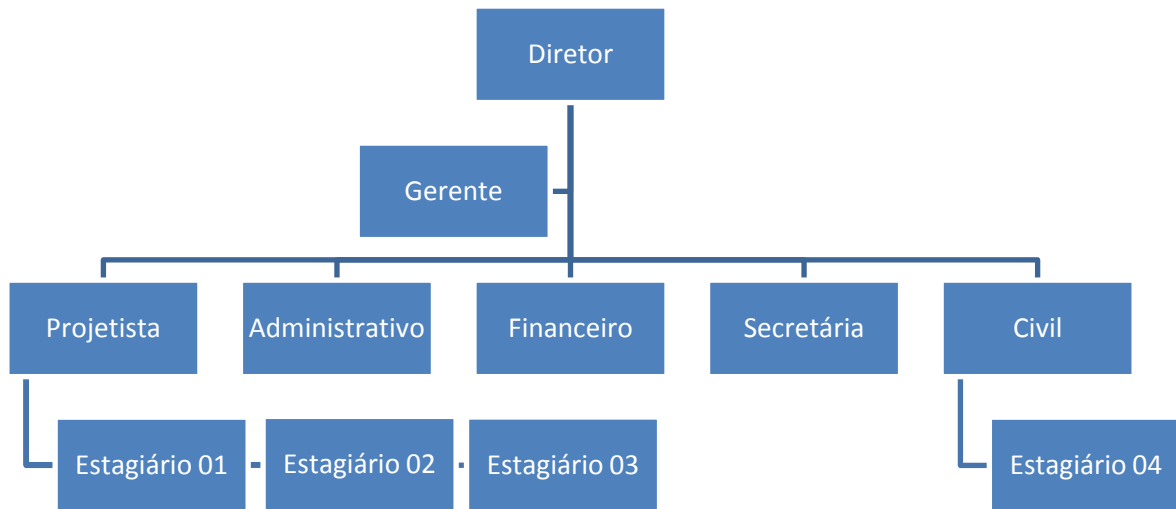 Diretor
Gerente
Projetista
Administrativo
Financeiro
Secretária
Civil
Estagiário 01
Estagiário 02
Estagiário 03
Estagiário 04